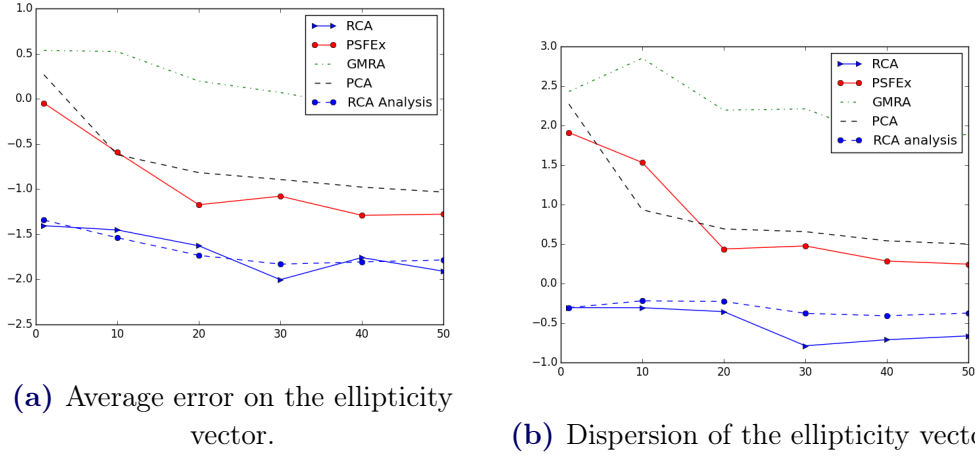 1.0
0.5
0.0
−0.5
−1.0
−1.5
−2.0
−2.5
0 10 20 30 40 50
RCA
PSFEx
GMRA
PCA
RCA Analysis
(a) Average error on the ellipticity
vector.
3.0
2.5
2.0
1.5
1.0
0.5
0.0
−0.5
−1.0
0 10 20 30 40 50
RCA
PSFEx
GMRA
PCA
RCA analysis
(b) Dispersion of the ellipticity vecto